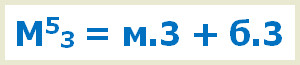 М⁵₃ = м.3 + б.3